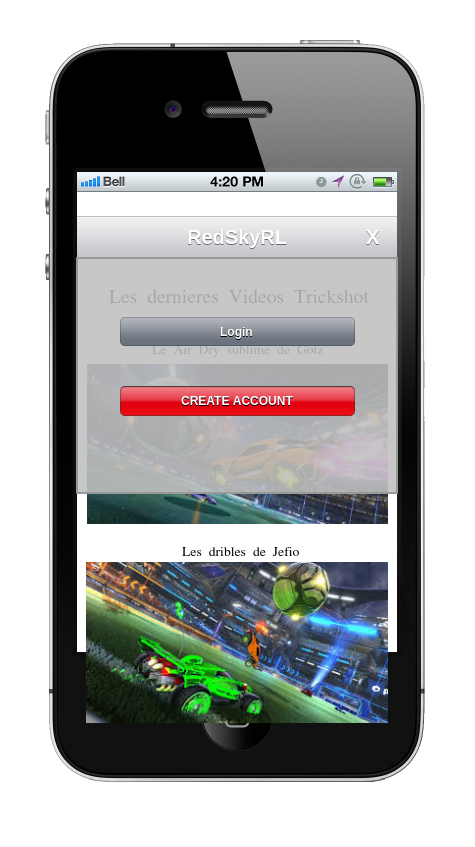 Bell 4:20 PM
RedSkyRL X
Les dernieres Videos Trickshot
Login
Le Air Dry sublime de Gotz
CREATE ACCOUNT
Les dribles de Jefio